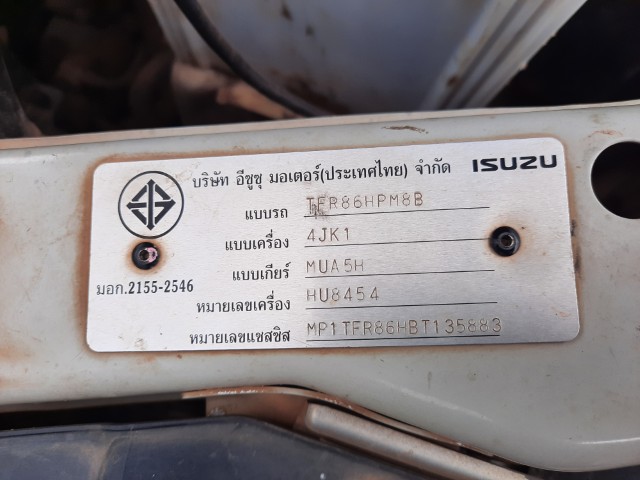 บริษัท อีซูซุ มอเตอร์(ประเทศไทย) จำกัด ISUZU
แบบรถ TFR86HPM8B
แบบเครื่อง 4JK1
แบบเกียร์ MUA5H
มอก.2155-2546
หมายเลขเครื่อง HU8454
หมายเลขแชสซิส MP1TFR86HBT135883